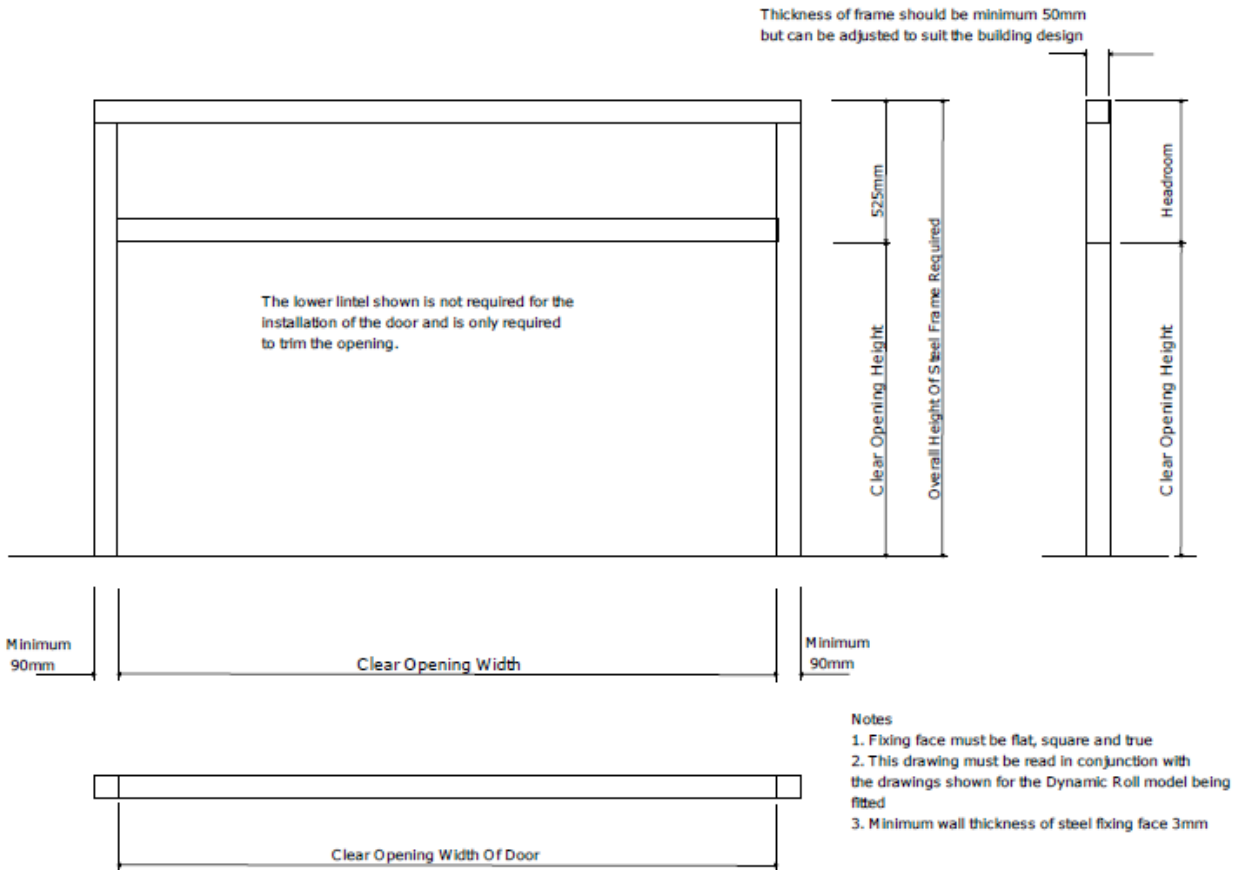 Thickness of frame should be minimum 50mm
but can be adjusted to suit the building design
525mm
Clear Opening Height
Overall Height Of Steel Frame Required
Headroom
Clear Opening Height
The lower lintel shown is not required for the
installation of the door and is only required
to trim the opening.
Minimum
90mm
Clear Opening Width
Minimum
90mm
Notes
1. Fixing face must be flat, square and true
2. This drawing must be read in conjunction with
the drawings shown for the Dynamic Roll model being
fitted
3. Minimum wall thickness of steel fixing face 3mm
Clear Opening Width Of Door